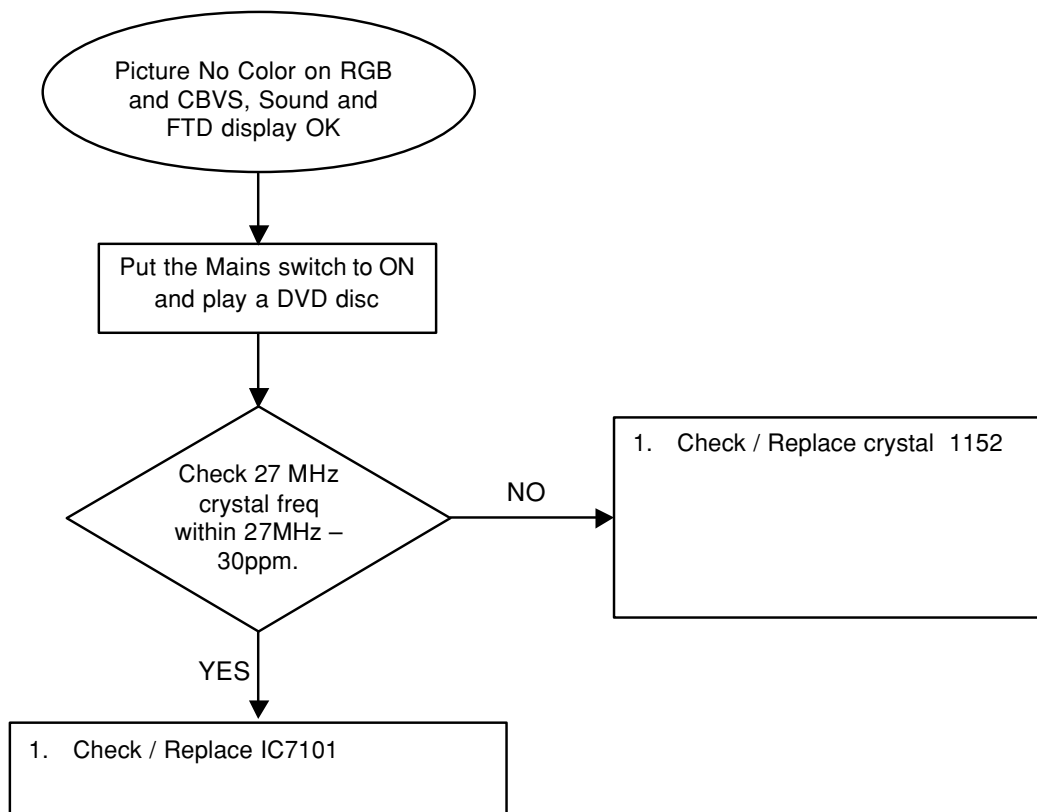 Picture No Color on RGB
and CBVS, Sound and
FTD display OK
Put the Mains switch to ON
and play a DVD disc
Check 27 MHz
crystal freq
within 27MHz –
30ppm.
NO
1. Check / Replace crystal 1152
YES
1. Check / Replace IC7101